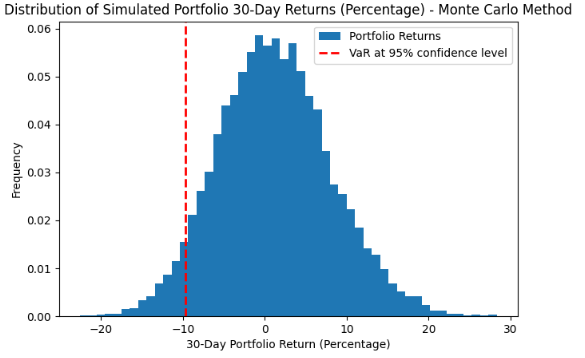 Distribution of Simulated Portfolio 30-Day Returns (Percentage) - Monte Carlo Method
Portfolio Returns
VaR at 95% confidence level
0.06
0.05
0.04
0.03
0.02
0.01
0.00
Frequency
−20
−10
0
10
20
30
30-Day Portfolio Return (Percentage)